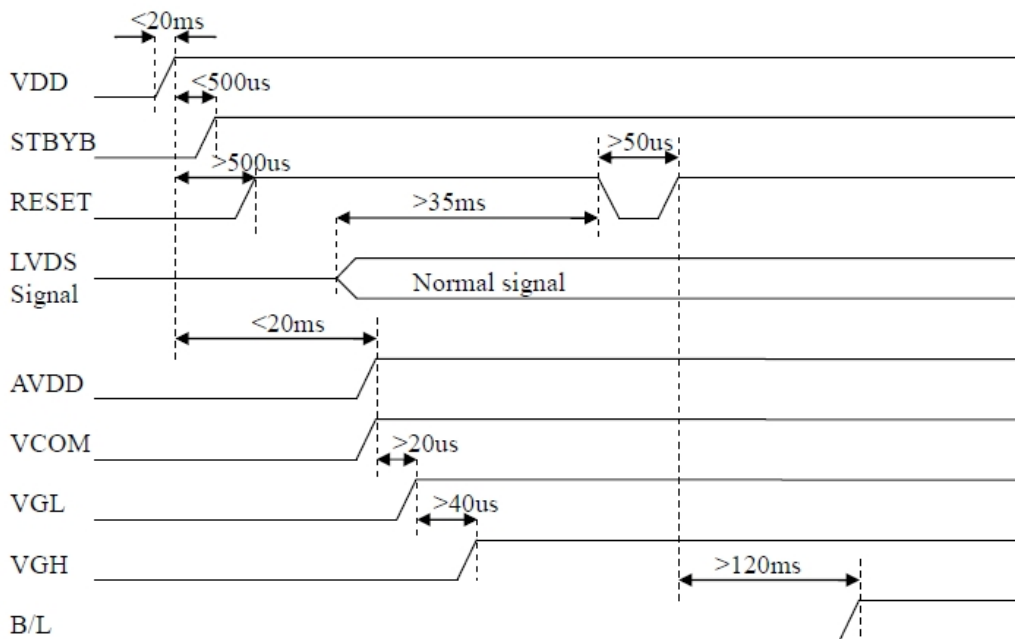 <20ms
VDD
<500us
STBYB
>50us
>500us
RESET
>35ms
LVDS
Signal
Normal signal
<20ms
AVDD
VCOM
>20us
VGL
>40us
VGH
>120ms
B/L